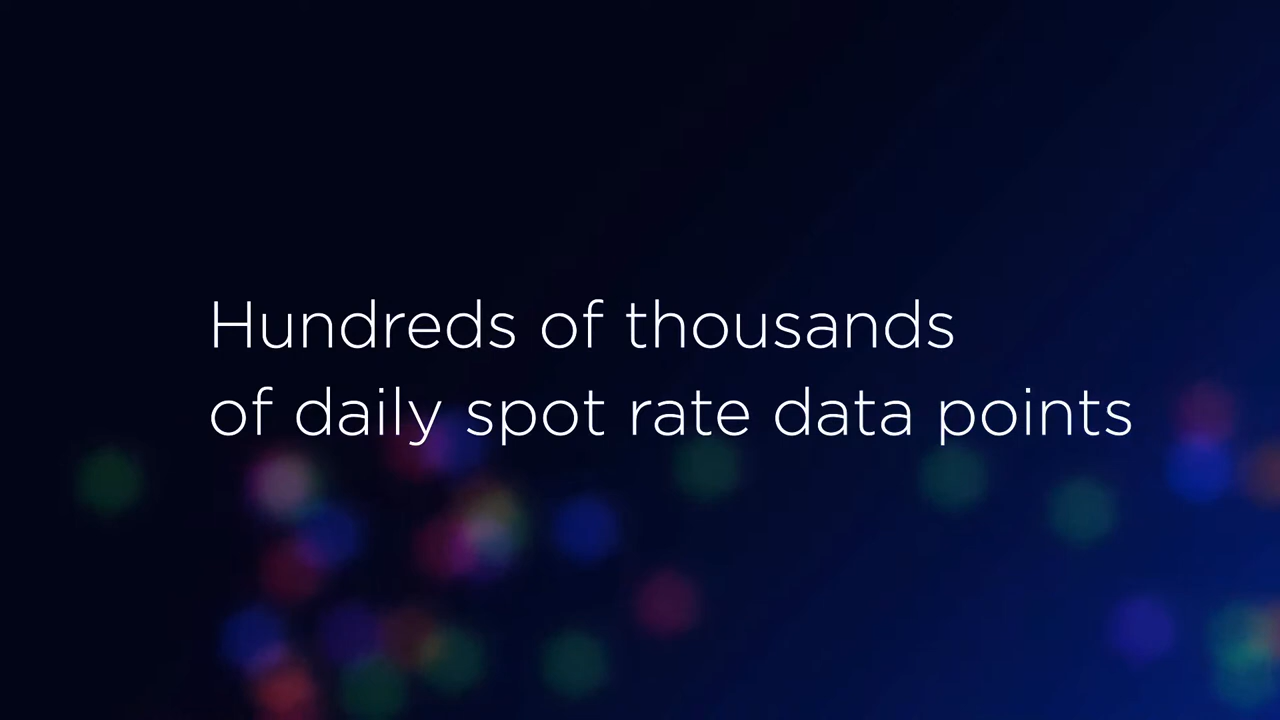 Hundreds of thousands
of daily spot rate data points